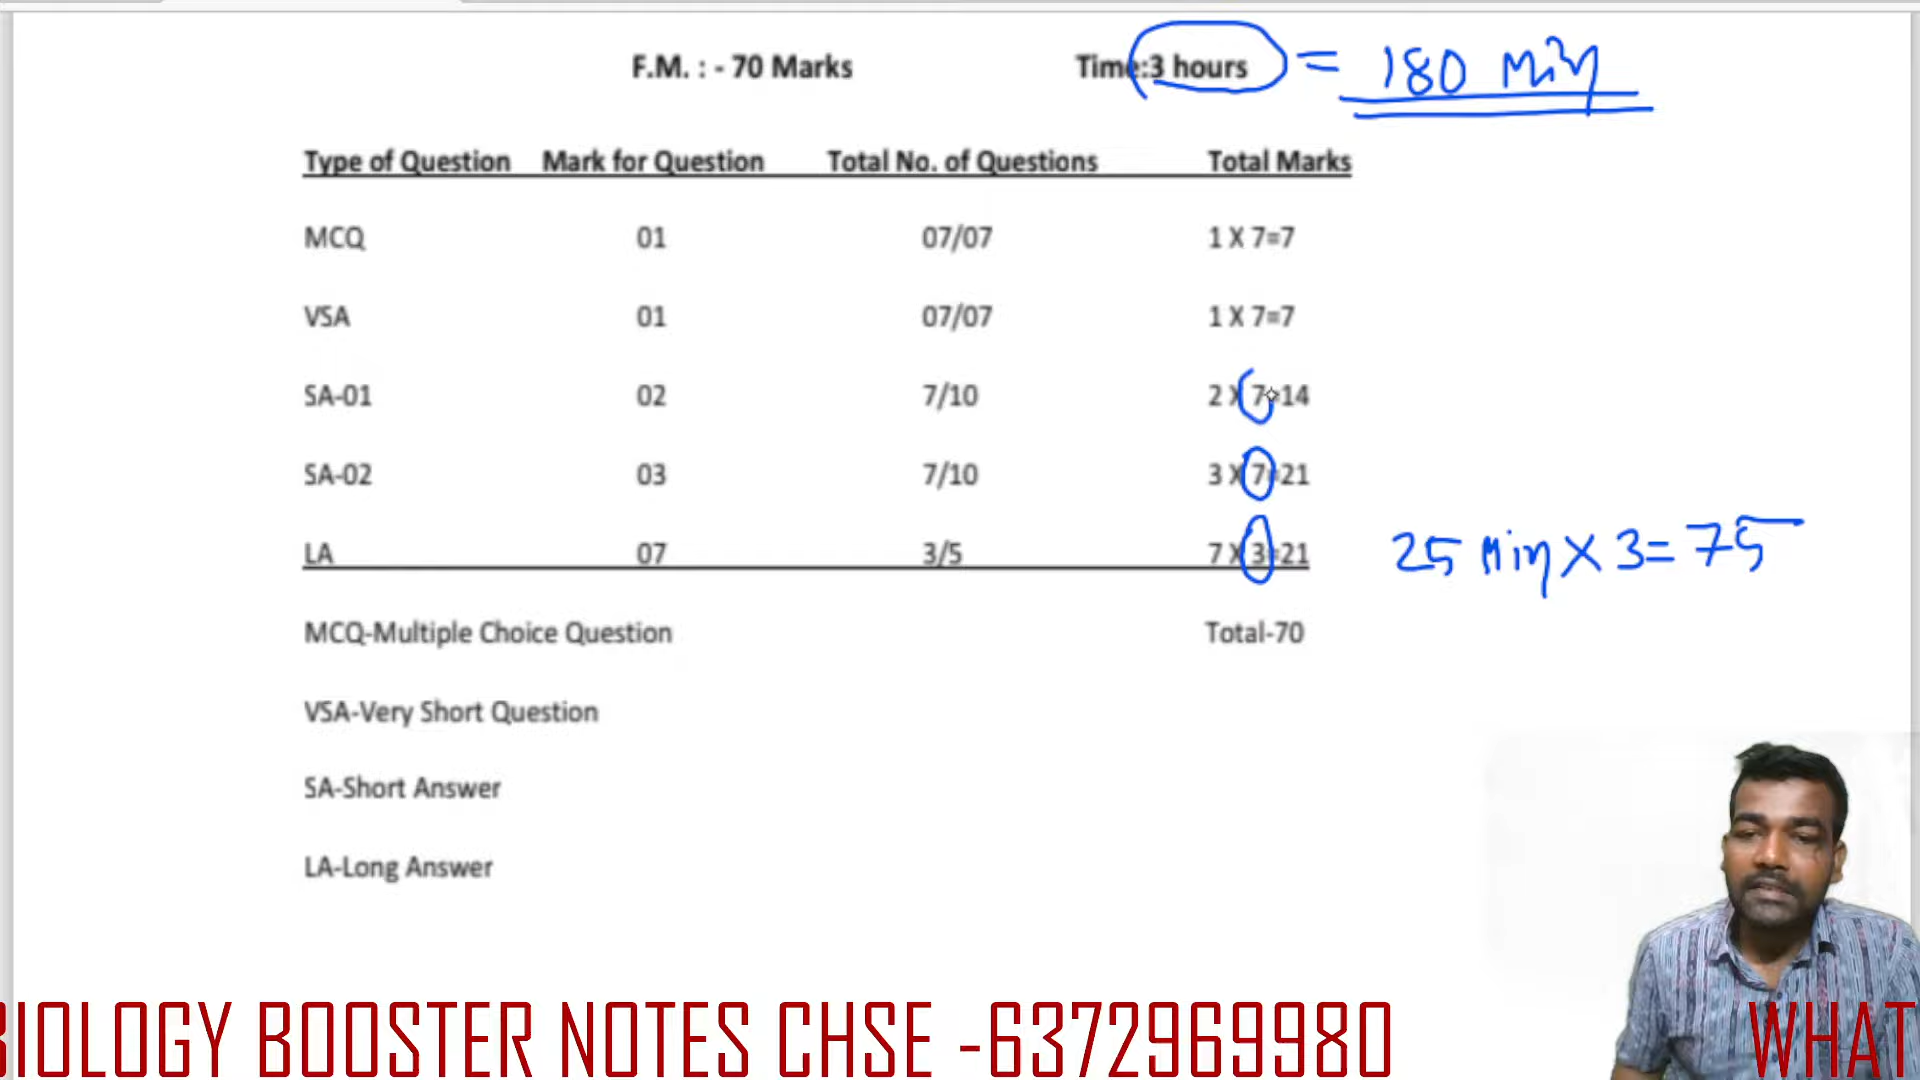 F.M. : - 70 Marks Time:3 hours = 180 Min
Type of Question Mark for Question Total No. of Questions Total Marks
MCQ 01 07/07 1 X 7=7
VSA 01 07/07 1 X 7=7
SA-01 02 7/10 2 X 7=14
SA-02 03 7/10 3 X 7=21
LA 07 3/5 7 X 3=21 25 Min X 3 = 75
MCQ-Multiple Choice Question Total-70
VSA-Very Short Question
SA-Short Answer
LA-Long Answer
BIOLOGY BOOSTER NOTES CHSE -6372969980 WHAT